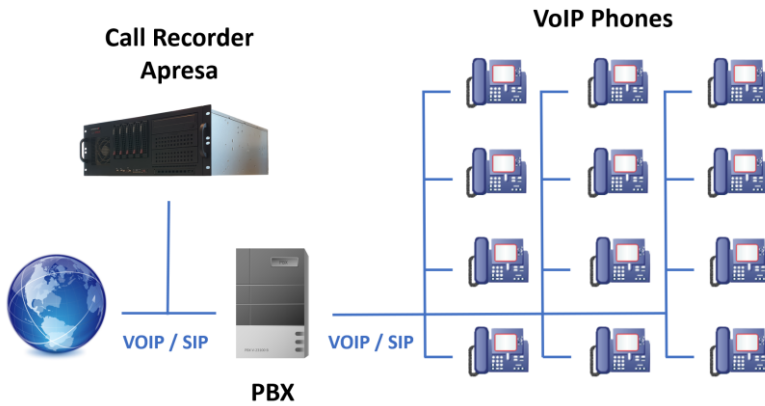 VoIP Phones
Call Recorder
Apresa
VOIP / SIP
VOIP / SIP
PBX